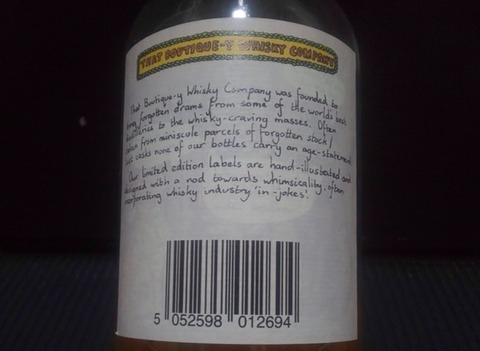 THAT BOUTIQUE-Y WHISKY COMPANY
That Boutique-y Whisky Company was founded to
bring forgotten drams from some of the world's best
distilleries to the whisky-craving masses. Often
taken from miniscule parcels of forgotten stock/
casks none of our bottles carry an age-statement
Our limited edition labels are hand-illustrated and
designed with a nod towards whimsicality, often
incorporating whisky industry 'in-jokes'.
5 052598 012694